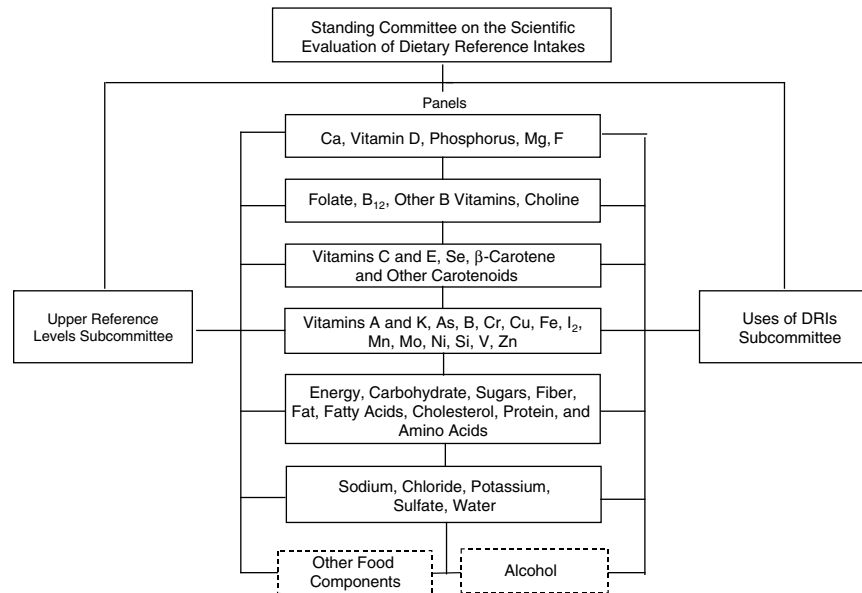 Standing Committee on the Scientific
Evaluation of Dietary Reference Intakes
Panels
Ca, Vitamin D, Phosphorus, Mg, F
Folate, B₁₂, Other B Vitamins, Choline
Vitamins C and E, Se, β-Carotene
and Other Carotenoids
Upper Reference
Levels Subcommittee
Vitamins A and K, As, B, Cr, Cu, Fe, I₂,
Mn, Mo, Ni, Si, V, Zn
Uses of DRIs
Subcommittee
Energy, Carbohydrate, Sugars, Fiber,
Fat, Fatty Acids, Cholesterol, Protein, and
Amino Acids
Sodium, Chloride, Potassium,
Sulfate, Water
Other Food
Components
Alcohol